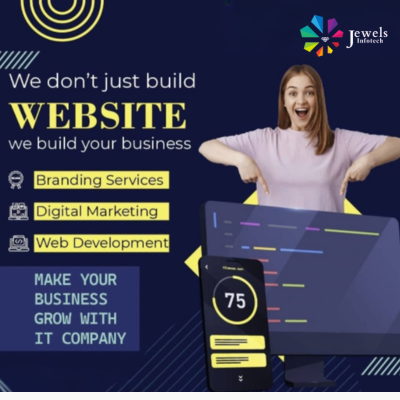 Jewels
Infotech
We don't just build
WEBSITE
we build your business
Branding Services
Digital Marketing
Web Development
MAKE YOUR
BUSINESS
GROW WITH
IT COMPANY
75